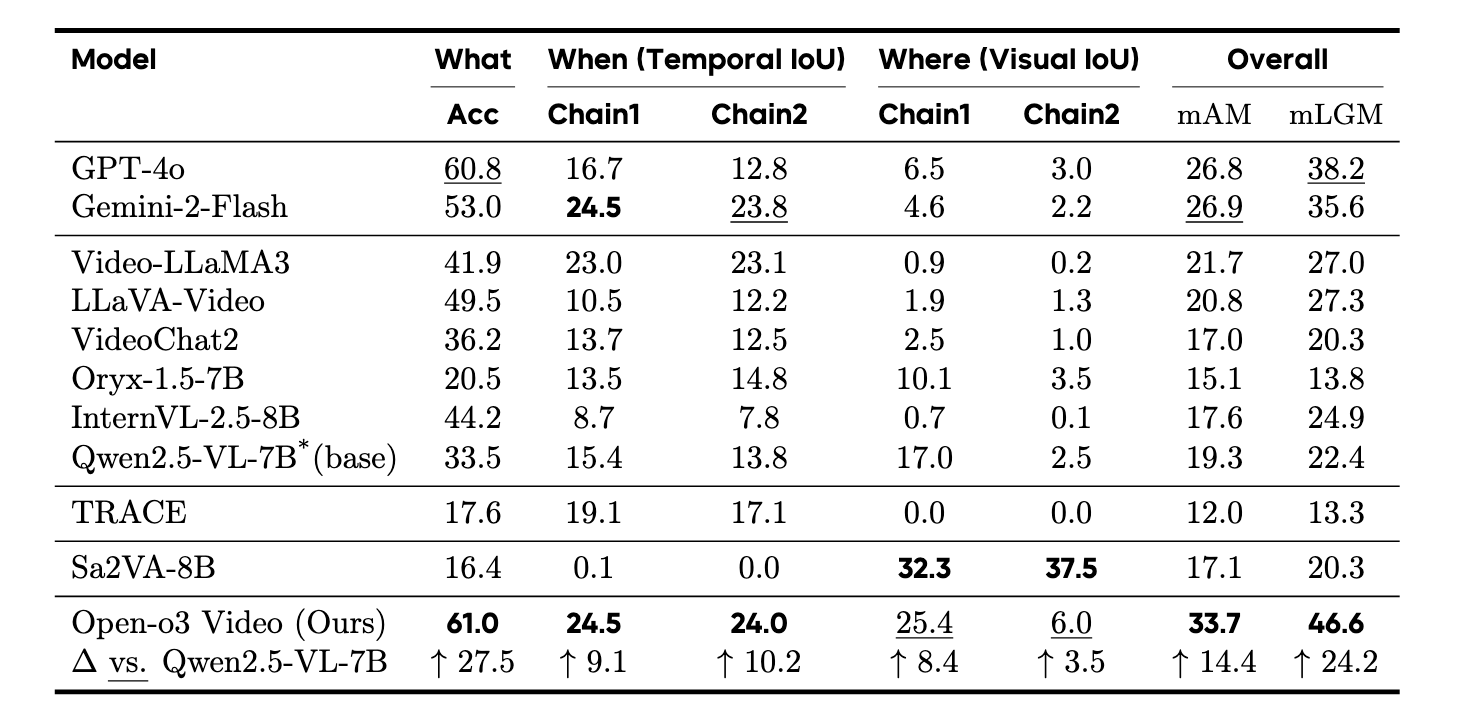 Model What When (Temporal IoU) Where (Visual IoU) Overall
Acc Chain1 Chain2 Chain1 Chain2 mAM mLGM
GPT-4o 60.8 16.7 12.8 6.5 3.0 26.8 38.2
Gemini-2-Flash 53.0 24.5 23.8 4.6 2.2 26.9 35.6
Video-LLaMA3 41.9 23.0 23.1 0.9 0.2 21.7 27.0
LLaVA-Video 49.5 10.5 12.2 1.9 1.3 20.8 27.3
VideoChat2 36.2 13.7 12.5 2.5 1.0 17.0 20.3
Oryx-1.5-7B 20.5 13.5 14.8 10.1 3.5 15.1 13.8
InternVL-2.5-8B 44.2 8.7 7.8 0.7 0.1 17.6 24.9
Qwen2.5-VL-7B*(base) 33.5 15.4 13.8 17.0 2.5 19.3 22.4
TRACE 17.6 19.1 17.1 0.0 0.0 12.0 13.3
Sa2VA-8B 16.4 0.1 0.0 32.3 37.5 17.1 20.3
Open-o3 Video (Ours) 61.0 24.5 24.0 25.4 6.0 33.7 46.6
Δ vs. Qwen2.5-VL-7B ↑ 27.5 ↑ 9.1 ↑ 10.2 ↑ 8.4 ↑ 3.5 ↑ 14.4 ↑ 24.2